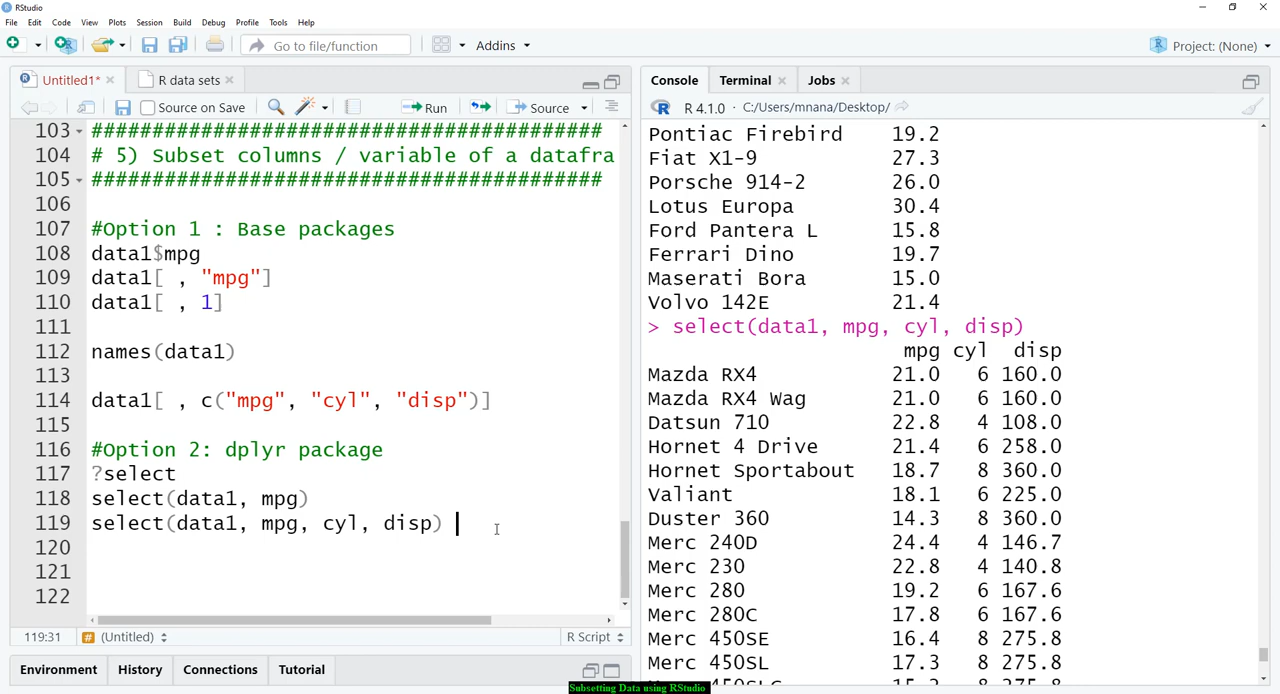 RStudio
File Edit Code View Plots Session Build Debug Profile Tools Help
Go to file/function Addins Project: (None)
Untitled1* R data sets
Source on Save Run Source
103 ##########################################
104 # 5) Subset columns / variable of a datafra
105 ##########################################
106
107 #Option 1 : Base packages
108 data1$mpg
109 data1[ , "mpg"]
110 data1[ , 1]
111
112 names(data1)
113
114 data1[ , c("mpg", "cyl", "disp")]
115
116 #Option 2: dplyr package
117 ?select
118 select(data1, mpg)
119 select(data1, mpg, cyl, disp)
120
121
122
119:31 (Untitled) R Script
Environment History Connections Tutorial
Console Terminal Jobs
R 4.1.0 · C:/Users/mnana/Desktop/
Pontiac Firebird 19.2
Fiat X1-9 27.3
Porsche 914-2 26.0
Lotus Europa 30.4
Ford Pantera L 15.8
Ferrari Dino 19.7
Maserati Bora 15.0
Volvo 142E 21.4
> select(data1, mpg, cyl, disp)
mpg cyl disp
Mazda RX4 21.0 6 160.0
Mazda RX4 Wag 21.0 6 160.0
Datsun 710 22.8 4 108.0
Hornet 4 Drive 21.4 6 258.0
Hornet Sportabout 18.7 8 360.0
Valiant 18.1 6 225.0
Duster 360 14.3 8 360.0
Merc 240D 24.4 4 146.7
Merc 230 22.8 4 140.8
Merc 280 19.2 6 167.6
Merc 280C 17.8 6 167.6
Merc 450SE 16.4 8 275.8
Merc 450SL 17.3 8 275.8
Subsetting Data using RStudio